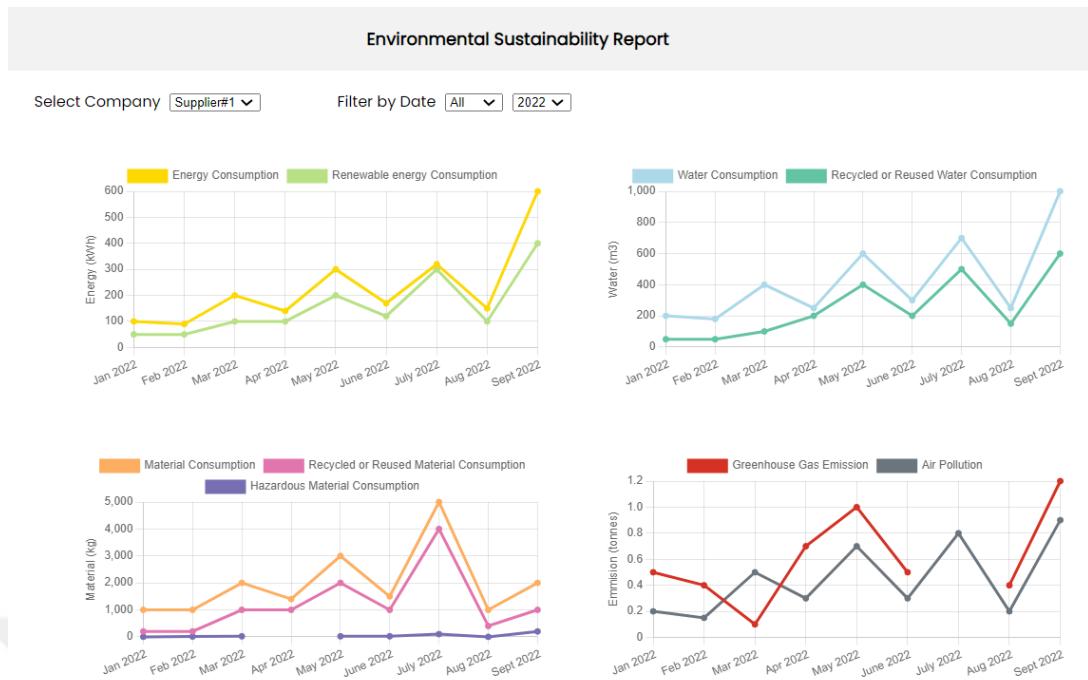 Environmental Sustainability Report
Select Company Supplier#1 Filter by Date All 2022
Energy Consumption Renewable energy Consumption
600
500
400
300
200
100
0
Energy (kWh)
Jan 2022 Feb 2022 Mar 2022 Apr 2022 May 2022 June 2022 July 2022 Aug 2022 Sept 2022
Water Consumption Recycled or Reused Water Consumption
1,000
800
600
400
200
0
Water (m3)
Jan 2022 Feb 2022 Mar 2022 Apr 2022 May 2022 June 2022 July 2022 Aug 2022 Sept 2022
Material Consumption Recycled or Reused Material Consumption
Hazardous Material Consumption
5,000
4,000
3,000
2,000
1,000
0
Material (kg)
Jan 2022 Feb 2022 Mar 2022 Apr 2022 May 2022 June 2022 July 2022 Aug 2022 Sept 2022
Greenhouse Gas Emission Air Pollution
1.2
1.0
0.8
0.6
0.4
0.2
0
Emmision (tonnes)
Jan 2022 Feb 2022 Mar 2022 Apr 2022 May 2022 June 2022 July 2022 Aug 2022 Sept 2022